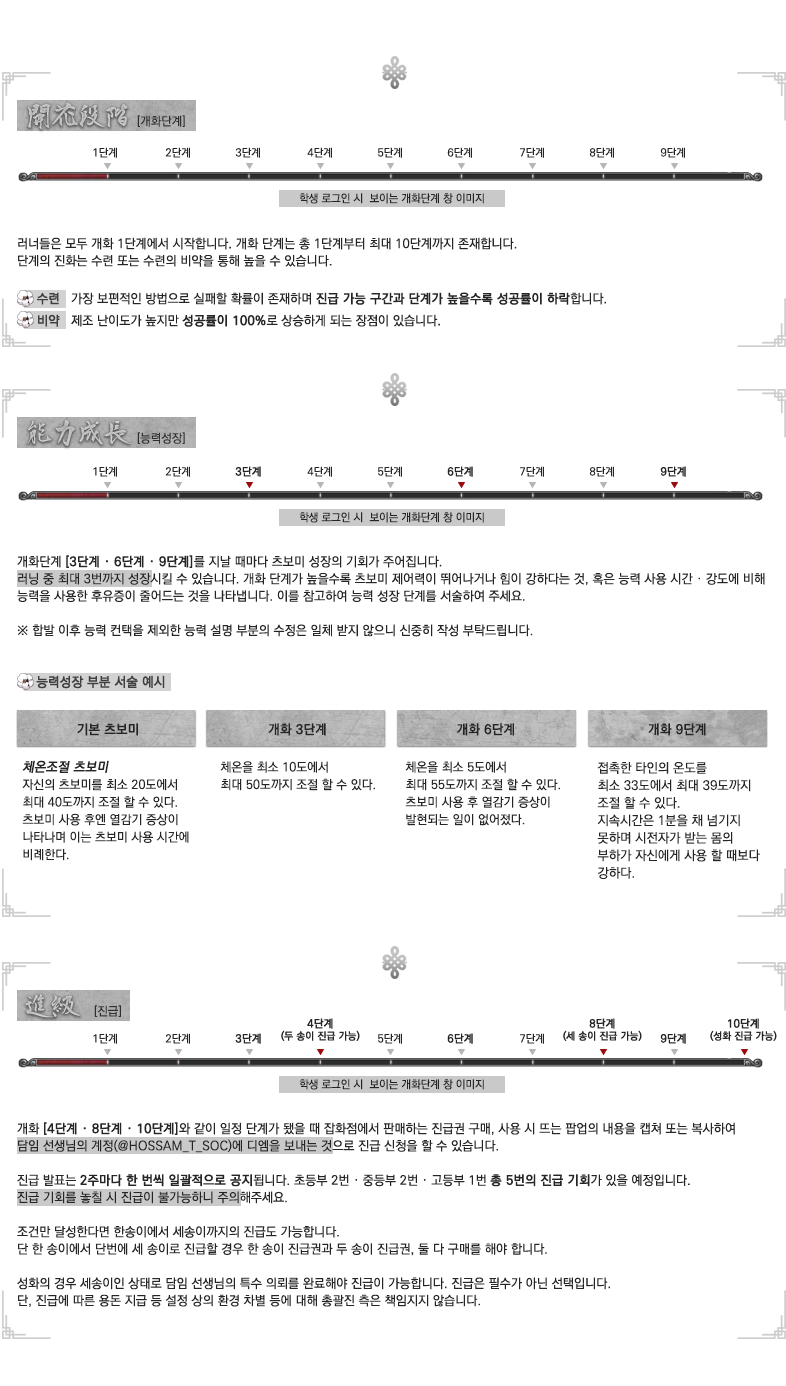 開花段階 [개화단계]
1단계 2단계 3단계 4단계 5단계 6단계 7단계 8단계 9단계
학생 로그인 시 보이는 개화단계 창 이미지
러너들은 모두 개화 1단계에서 시작합니다. 개화 단계는 총 1단계부터 최대 10단계까지 존재합니다.
단계의 진화는 수련 또는 수련의 비약을 통해 높을 수 있습니다.
수련 가장 보편적인 방법으로 실패할 확률이 존재하며 진급 가능 구간과 단계가 높을수록 성공률이 하락합니다.
비약 제조 난이도가 높지만 성공률이 100%로 상승하게 되는 장점이 있습니다.
能力成長 [능력성장]
1단계 2단계 3단계 4단계 5단계 6단계 7단계 8단계 9단계
학생 로그인 시 보이는 개화단계 창 이미지
개화단계 [3단계 · 6단계 · 9단계]를 지날 때마다 츠보미 성장의 기회가 주어집니다.
러닝 중 최대 3번까지 성장시킬 수 있습니다. 개화 단계가 높을수록 츠보미 제어력이 뛰어나거나 힘이 강하다는 것, 혹은 능력 사용 시간 · 강도에 비해
능력을 사용한 후유증이 줄어드는 것을 나타냅니다. 이를 참고하여 능력 성장 단계를 서술하여 주세요.
※ 합발 이후 능력 컨택을 제외한 능력 설명 부분의 수정은 일체 받지 않으니 신중히 작성 부탁드립니다.
능력성장 부분 서술 예시
기본 츠보미
체온조절 츠보미
자신의 츠보미를 최소 20도에서
최대 40도까지 조절 할 수 있다.
츠보미 사용 후엔 열감기 증상이
나타나며 이는 츠보미 사용 시간에
비례한다.
개화 3단계
체온을 최소 10도에서
최대 50도까지 조절 할 수 있다.
개화 6단계
체온을 최소 5도에서
최대 55도까지 조절 할 수 있다.
츠보미 사용 후 열감기 증상이
발현되는 일이 없어졌다.
개화 9단계
접촉한 타인의 온도를
최소 33도에서 최대 39도까지
조절 할 수 있다.
지속시간은 1분을 채 넘기지
못하며 시전자가 받는 몸의
부하가 자신에게 사용 할 때보다
강하다.
進級 [진급]
1단계 2단계 3단계 4단계 5단계 6단계 7단계 8단계 9단계 10단계
(두 송이 진급 가능) (세 송이 진급 가능) (성화 진급 가능)
학생 로그인 시 보이는 개화단계 창 이미지
개화 [4단계 · 8단계 · 10단계]와 같이 일정 단계가 됐을 때 잡화점에서 판매하는 진급권 구매, 사용 시 뜨는 팝업의 내용을 캡쳐 또는 복사하여
담임 선생님의 계정(@HOSSAM_T_SOC)에 디엠을 보내는 것으로 진급 신청을 할 수 있습니다.
진급 발표는 2주마다 한 번씩 일괄적으로 공지됩니다. 초등부 2번 · 중등부 2번 · 고등부 1번 총 5번의 진급 기회가 있을 예정입니다.
진급 기회를 놓칠 시 진급이 불가능하니 주의해주세요.
조건만 달성한다면 한송이에서 세송이까지의 진급도 가능합니다.
단 한 송이에서 단번에 세 송이로 진급할 경우 한 송이 진급권과 두 송이 진급권, 둘 다 구매를 해야 합니다.
성화의 경우 세송이인 상태로 담임 선생님의 특수 의뢰를 완료해야 진급이 가능합니다. 진급은 필수가 아닌 선택입니다.
단, 진급에 따른 용돈 지급 등 설정 상의 환경 차별 등에 대해 총괄진 측은 책임지지 않습니다.